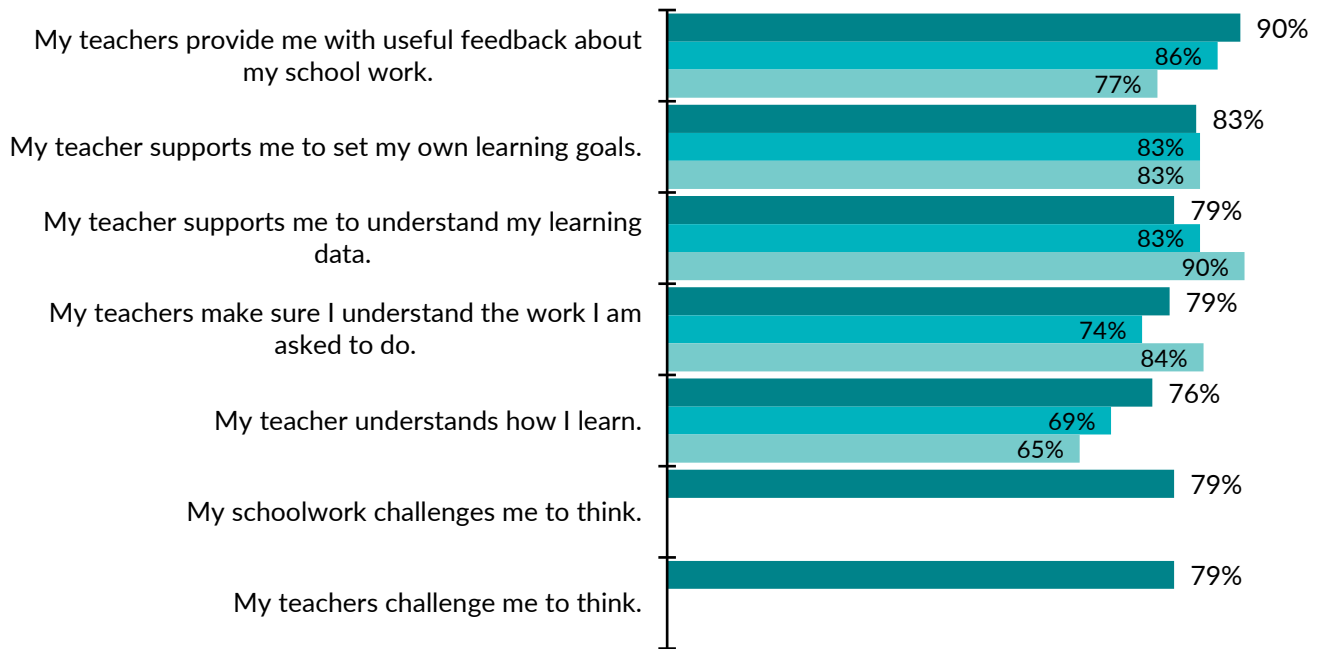 My teachers provide me with useful feedback about
my school work.
90%
86%
77%
My teacher supports me to set my own learning goals.
83%
83%
83%
My teacher supports me to understand my learning
data.
79%
83%
90%
My teachers make sure I understand the work I am
asked to do.
79%
74%
84%
My teacher understands how I learn.
76%
69%
65%
My schoolwork challenges me to think.
79%
My teachers challenge me to think.
79%